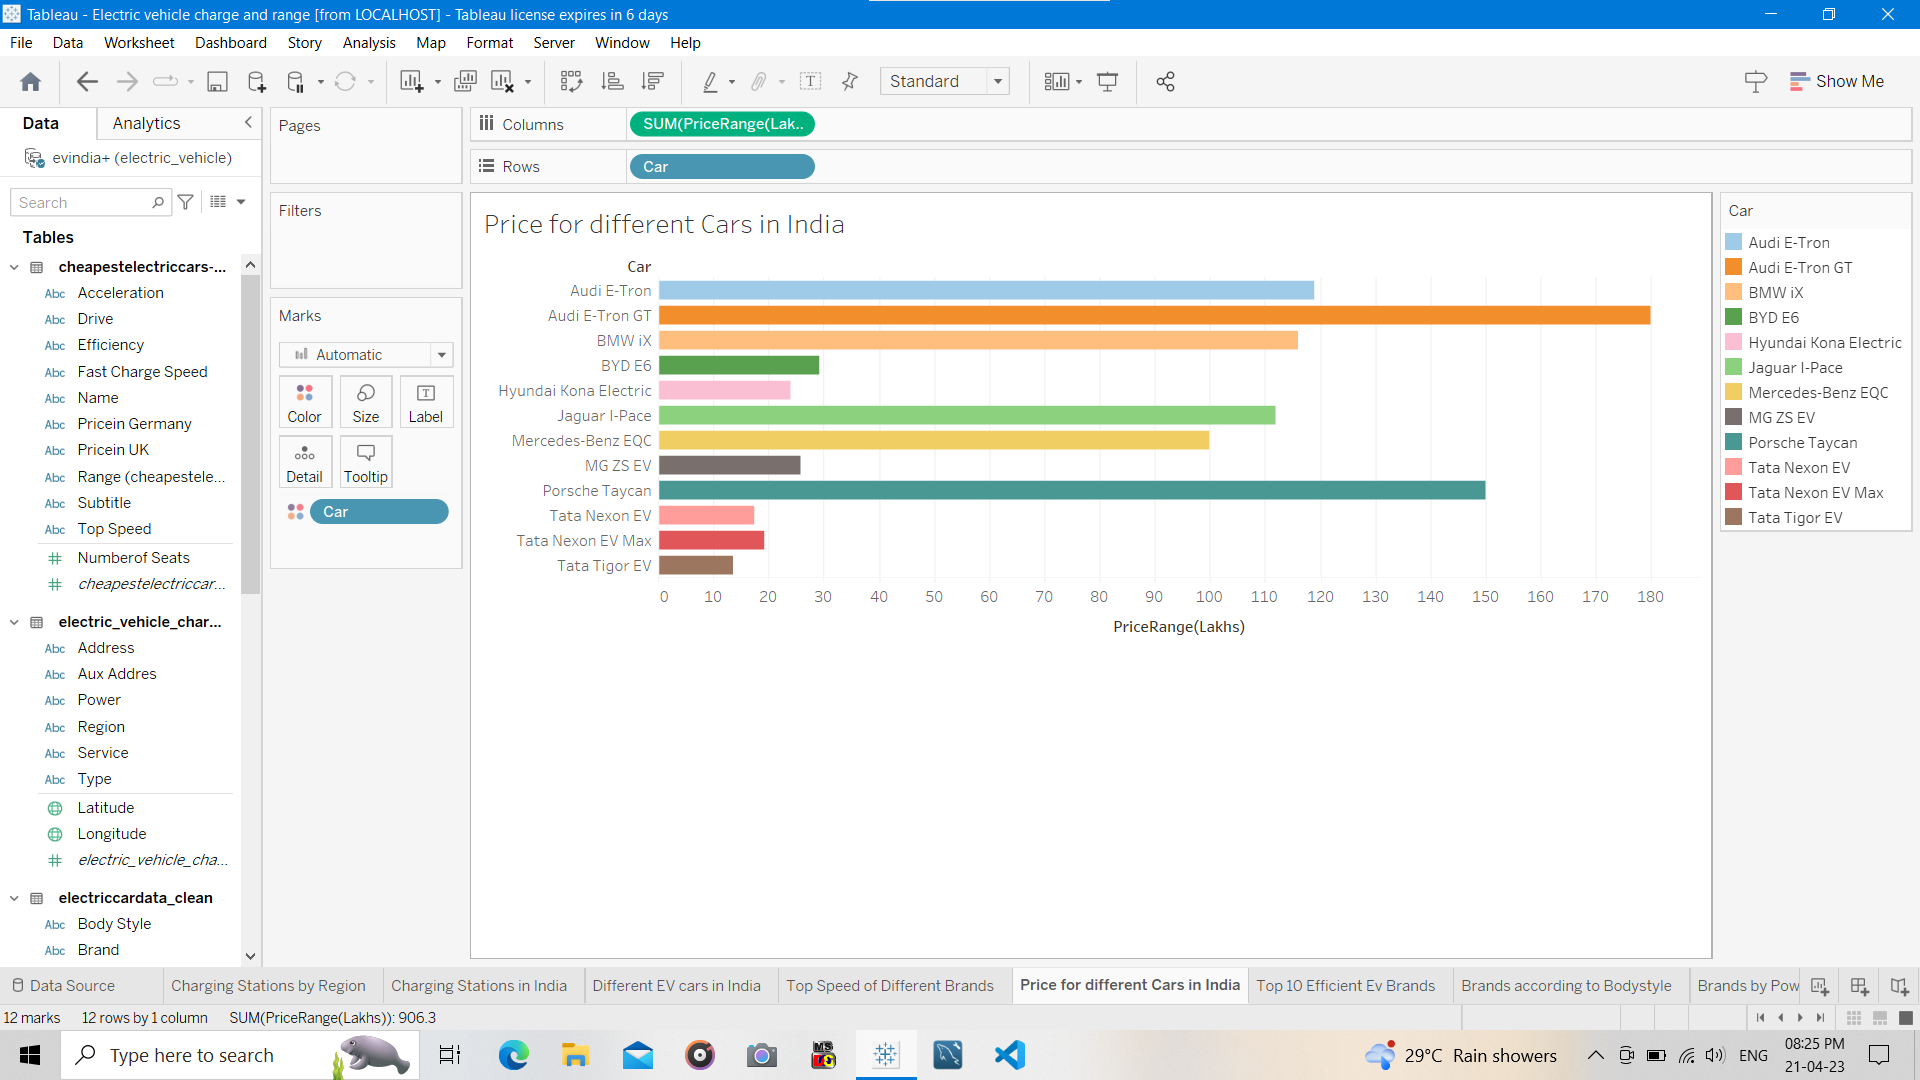 Tableau - Electric vehicle charge and range [from LOCALHOST] - Tableau license expires in 6 days
File Data Worksheet Dashboard Story Analysis Map Format Server Window Help
Standard
Show Me
Data Analytics
evindia+ (electric_vehicle)
Search
Tables
cheapestelectriccars-...
Abc Acceleration
Abc Drive
Abc Efficiency
Abc Fast Charge Speed
Abc Name
Abc Pricein Germany
Abc Pricein UK
Abc Range (cheapestele...
Abc Subtitle
Abc Top Speed
Numberof Seats
cheapestelectriccar...
electric_vehicle_char...
Abc Address
Abc Aux Addres
Abc Power
Abc Region
Abc Service
Abc Type
Latitude
Longitude
electric_vehicle_cha...
electriccardata_clean
Abc Body Style
Abc Brand
Pages
Filters
Marks
Automatic
Color Size Label
Detail Tooltip
Car
Columns SUM(PriceRange(Lak..
Rows Car
Price for different Cars in India
Car
Audi E-Tron
Audi E-Tron GT
BMW iX
BYD E6
Hyundai Kona Electric
Jaguar I-Pace
Mercedes-Benz EQC
MG ZS EV
Porsche Taycan
Tata Nexon EV
Tata Nexon EV Max
Tata Tigor EV
0 10 20 30 40 50 60 70 80 90 100 110 120 130 140 150 160 170 180
PriceRange(Lakhs)
Car
Audi E-Tron
Audi E-Tron GT
BMW iX
BYD E6
Hyundai Kona Electric
Jaguar I-Pace
Mercedes-Benz EQC
MG ZS EV
Porsche Taycan
Tata Nexon EV
Tata Nexon EV Max
Tata Tigor EV
Data Source Charging Stations by Region Charging Stations in India Different EV cars in India Top Speed of Different Brands Price for different Cars in India Top 10 Efficient Ev Brands Brands according to Bodystyle Brands by Pow
12 marks 12 rows by 1 column SUM(PriceRange(Lakhs)): 906.3
Type here to search
29°C Rain showers
ENG
08:25 PM
21-04-23